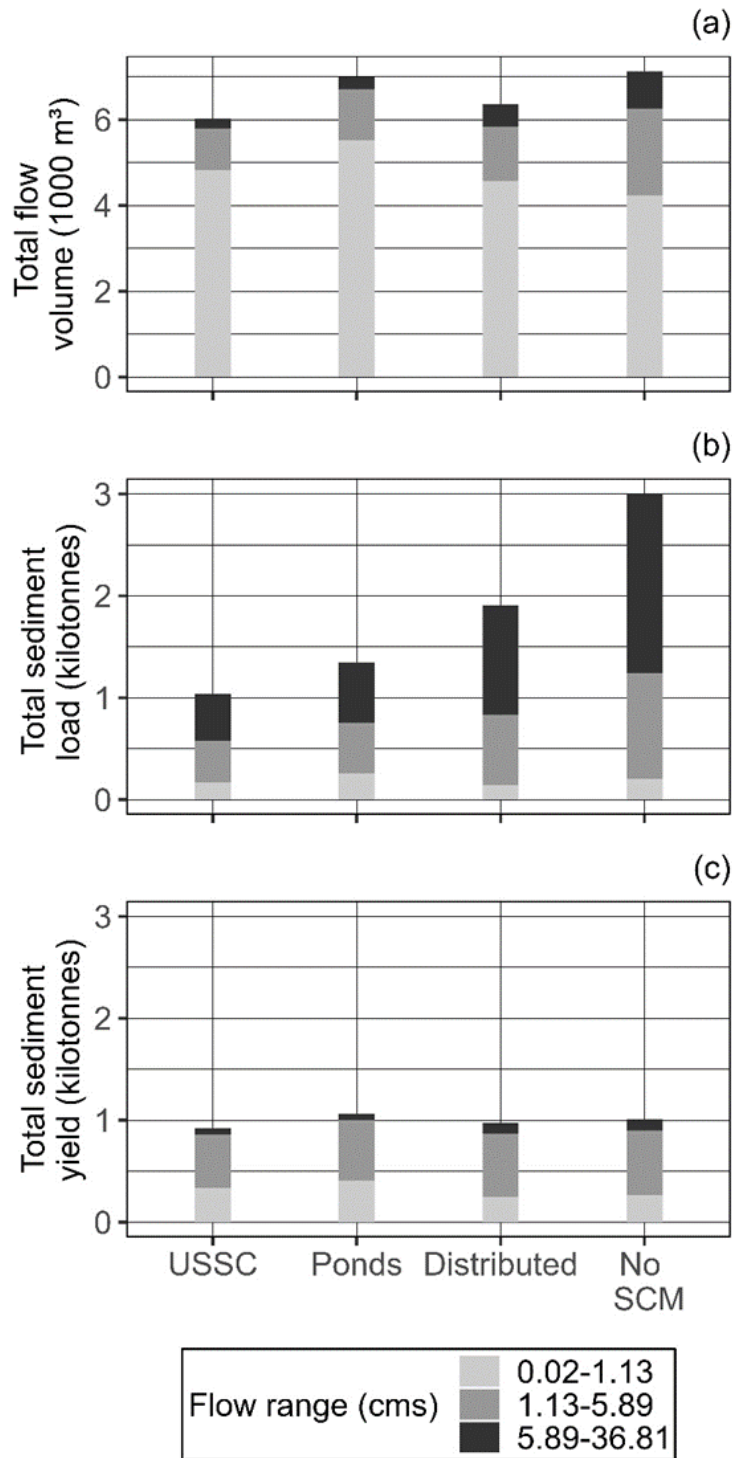 (a)
Total flow
volume (1000 m³)
6
4
2
0
(b)
Total sediment
load (kilotonnes)
3
2
1
0
(c)
Total sediment
yield (kilotonnes)
3
2
1
0
USSC Ponds Distributed No
SCM
Flow range (cms)
0.02-1.13
1.13-5.89
5.89-36.81